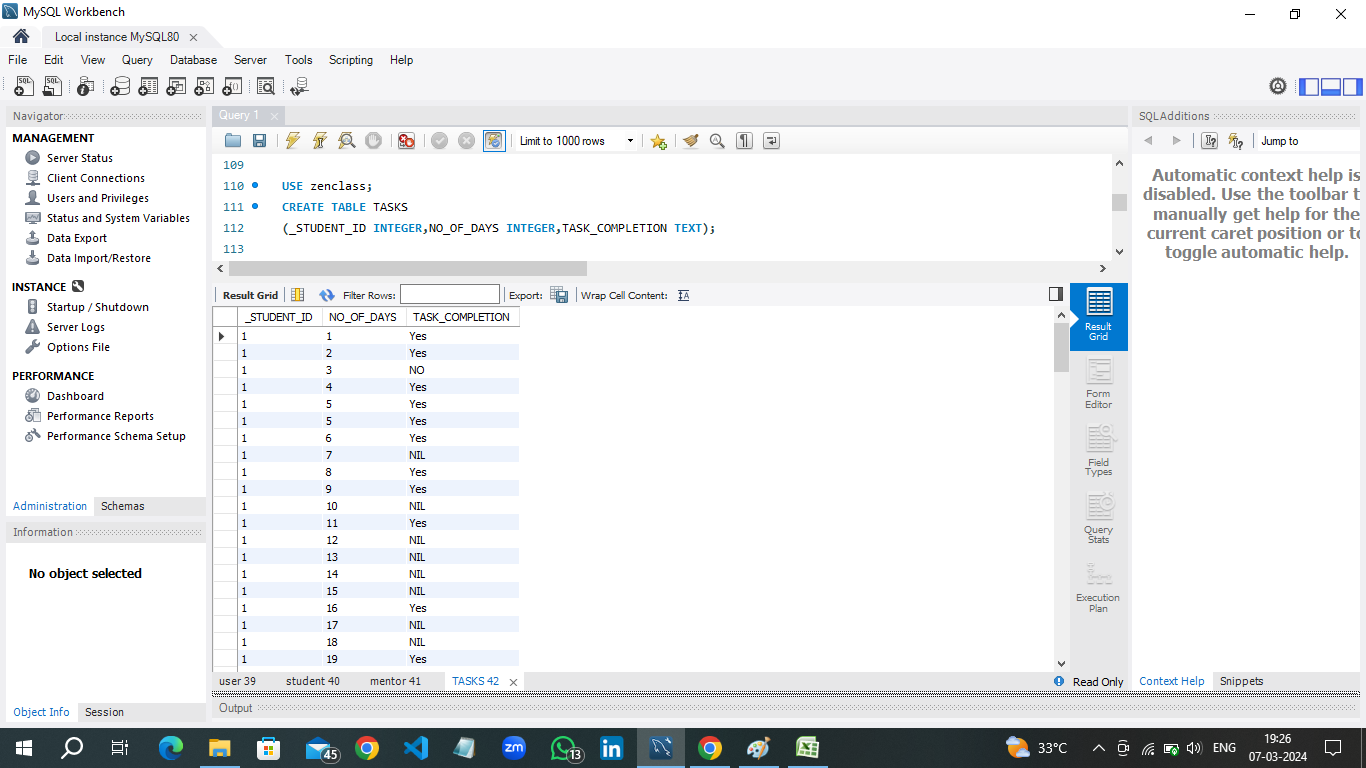 MySQL Workbench
Local instance MySQL80
File Edit View Query Database Server Tools Scripting Help
Navigator
MANAGEMENT
Server Status
Client Connections
Users and Privileges
Status and System Variables
Data Export
Data Import/Restore
INSTANCE
Startup / Shutdown
Server Logs
Options File
PERFORMANCE
Dashboard
Performance Reports
Performance Schema Setup
Administration Schemas
Information
No object selected
Object Info Session
Query 1
Limit to 1000 rows
109
110 USE zenclass;
111 CREATE TABLE TASKS
112 (_STUDENT_ID INTEGER,NO_OF_DAYS INTEGER,TASK_COMPLETION TEXT);
113
Result Grid Filter Rows: Export: Wrap Cell Content:
_STUDENT_ID NO_OF_DAYS TASK_COMPLETION
1 1 Yes
1 2 Yes
1 3 NO
1 4 Yes
1 5 Yes
1 5 Yes
1 6 Yes
1 7 NIL
1 8 Yes
1 9 Yes
1 10 NIL
1 11 Yes
1 12 NIL
1 13 NIL
1 14 NIL
1 15 NIL
1 16 Yes
1 17 NIL
1 18 NIL
1 19 Yes
user 39 student 40 mentor 41 TASKS 42
Read Only
Output
Result
Grid
Form
Editor
Field
Types
Query
Stats
Execution
Plan
SQLAdditions
Jump to
Automatic context help is
disabled. Use the toolbar t
manually get help for the
current caret position or to
toggle automatic help.
Context Help Snippets
45
zm
13
in
33°C
ENG
19:26
07-03-2024